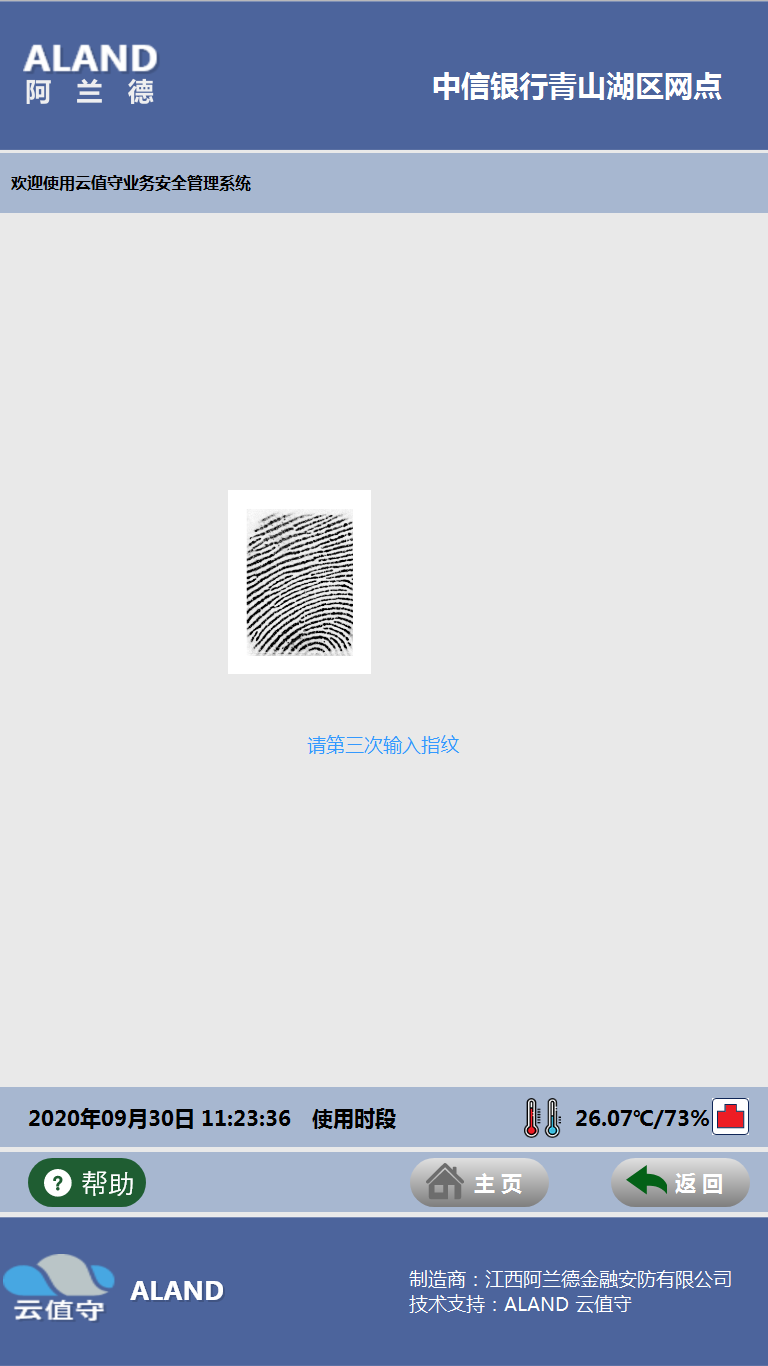 ALAND
阿兰德
中信银行青山湖区网点
欢迎使用云值守业务安全管理系统
请第三次输入指纹
2020年09月30日 11:23:36 使用时段
26.07℃/73%
? 帮助
主页
返回
云值守
ALAND
制造商：江西阿兰德金融安防有限公司
技术支持：ALAND 云值守